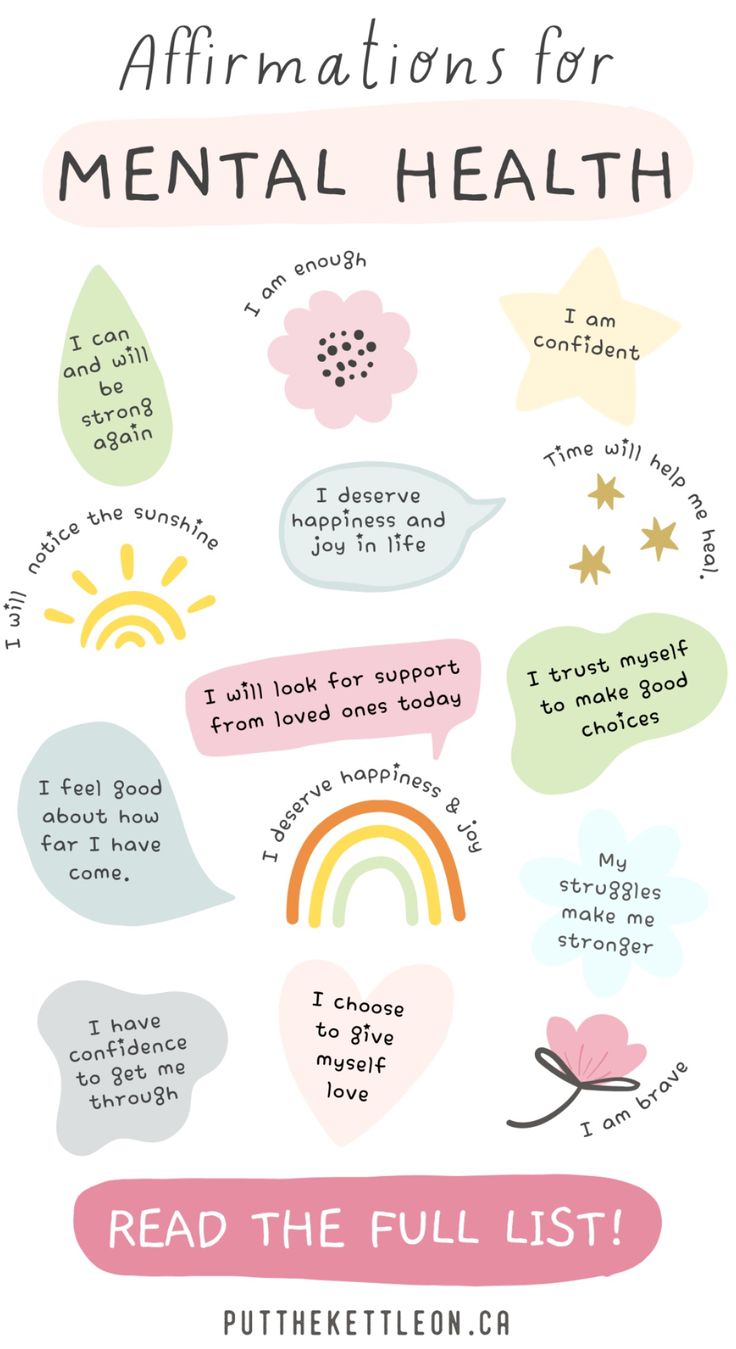 Affirmations for
MENTAL HEALTH
I can
and will
be
strong
again
I am enough
I am
confident
I will notice the sunshine
I deserve
happiness and
joy in life
Time will help me heal.
I will look for support
from loved ones today
I trust myself
to make good
choices
I feel good
about how
far I have
come.
I deserve happiness & joy
My
struggles
make me
stronger
I have
confidence
to get me
through
I choose
to give
myself
love
I am brave
READ THE FULL LIST!
PUTTHEKETTLEON.CA